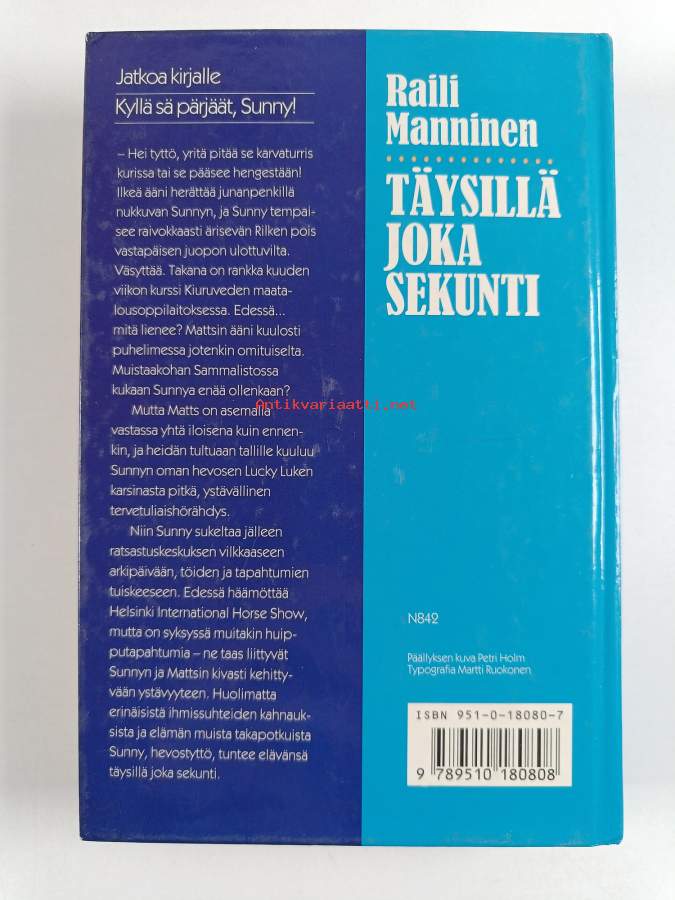 Jatkoa kirjalle
Kyllä sä pärjäät, Sunny!
– Hei tyttö, yritä pitää se karvaturris
kurissa tai se pääsee hengestään!
Ilkeä ääni herättää junanpenkillä
nukkuvan Sunnyn, ja Sunny tempai-
see raivokkaasti ärisevän Rilken pois
vastapäisen juopon ulottuvilta.
Väsyttää. Takana on rankka kuuden
viikon kurssi Kiuruveden maata-
lousoppilaitoksessa. Edessä...
mitä lienee? Mattsin ääni kuulosti
puhelimessa jotenkin omituiselta.
Muistaakohan Sammalistossa
kukaan Sunnya enää ollenkaan?
Mutta Matts on asemalla
vastassa yhtä iloisena kuin ennen-
kin, ja heidän tultuaan tallille kuuluu
Sunnyn oman hevosen Lucky Luken
karsinasta pitkä, ystävällinen
tervetuliaishörähdys.
Niin Sunny sukeltaa jälleen
ratsastuskeskuksen vilkkaaseen
arkipäivään, töiden ja tapahtumien
tuiskeeseen. Edessä häämöttää
Helsinki International Horse Show,
mutta on syksyssä muitakin huip-
putapahtumia – ne taas liittyvät
Sunnyn ja Mattsin kivasti kehitty-
vään ystävyyteen. Huolimatta
erinäisistä ihmissuhteiden kahnauk-
sista ja elämän muista takapotkuista
Sunny, hevostyttö, tuntee elävänsä
täysillä joka sekunti.
Raili
Manninen
TÄYSILLÄ
JOKA
SEKUNTI
Antikvariaatti.net
N842
Päällyksen kuva Petri Holm
Typografia Martti Ruokonen
ISBN 951-0-18080-7
9 789510 180808